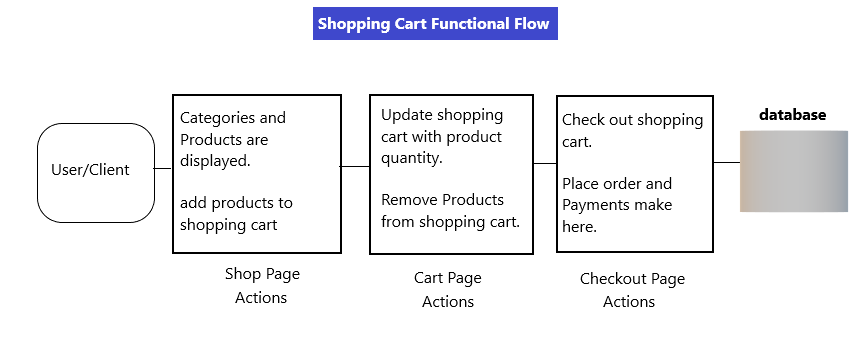 Shopping Cart Functional Flow
User/Client
Categories and
Products are
displayed.
add products to
shopping cart
Shop Page
Actions
Update shopping
cart with product
quantity.
Remove Products
from shopping cart.
Cart Page
Actions
Check out shopping
cart.
Place order and
Payments make
here.
Checkout Page
Actions
database